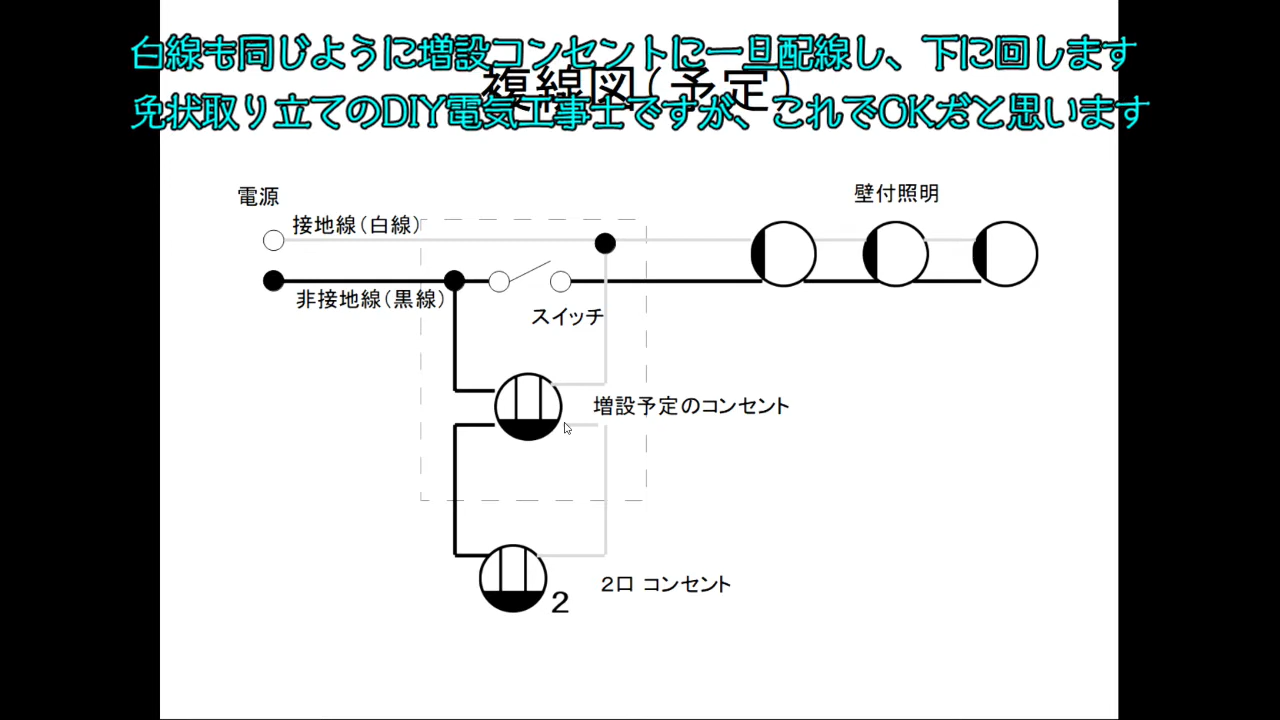 白線も同じように増設コンセントに一旦配線し、下に回します
複線図(予定)
免状取り立てのDIY電気工事士ですが、これでOKだと思います
電源
壁付照明
接地線(白線)
非接地線(黒線)
スイッチ
増設予定のコンセント
2口 コンセント
2